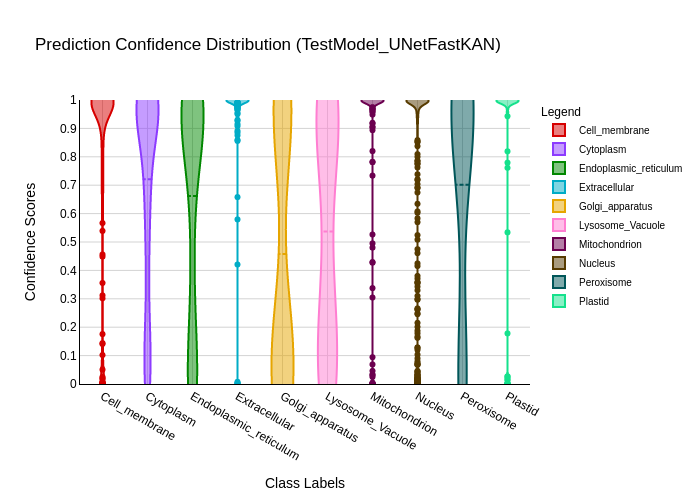 Prediction Confidence Distribution (TestModel_UNetFastKAN)
Confidence Scores
1
0.9
0.8
0.7
0.6
0.5
0.4
0.3
0.2
0.1
0
Cell_membrane
Cytoplasm
Endoplasmic_reticulum
Extracellular
Golgi_apparatus
Lysosome_Vacuole
Mitochondrion
Nucleus
Peroxisome
Plastid
Class Labels
Legend
Cell_membrane
Cytoplasm
Endoplasmic_reticulum
Extracellular
Golgi_apparatus
Lysosome_Vacuole
Mitochondrion
Nucleus
Peroxisome
Plastid